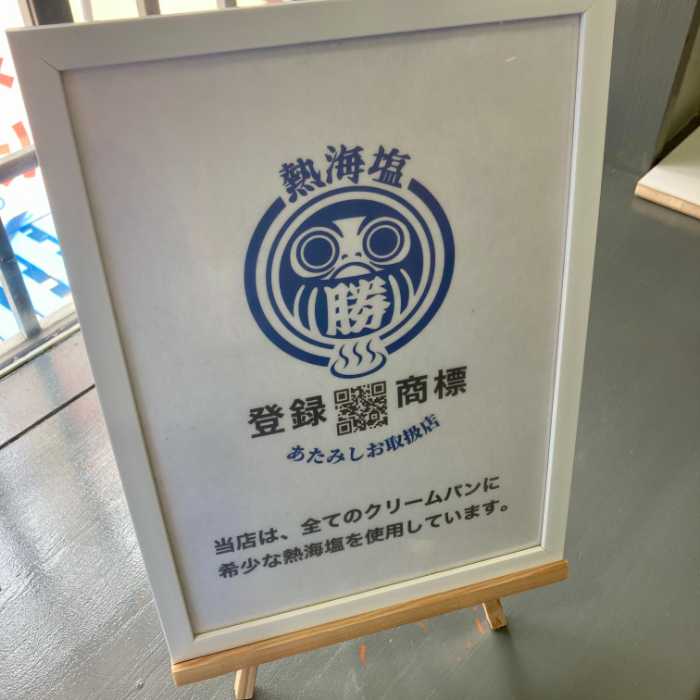 熱海塩
勝
登録 商標
あたみしお取扱店
当店は、全てのクリームパンに
希少な熱海塩を使用しています。